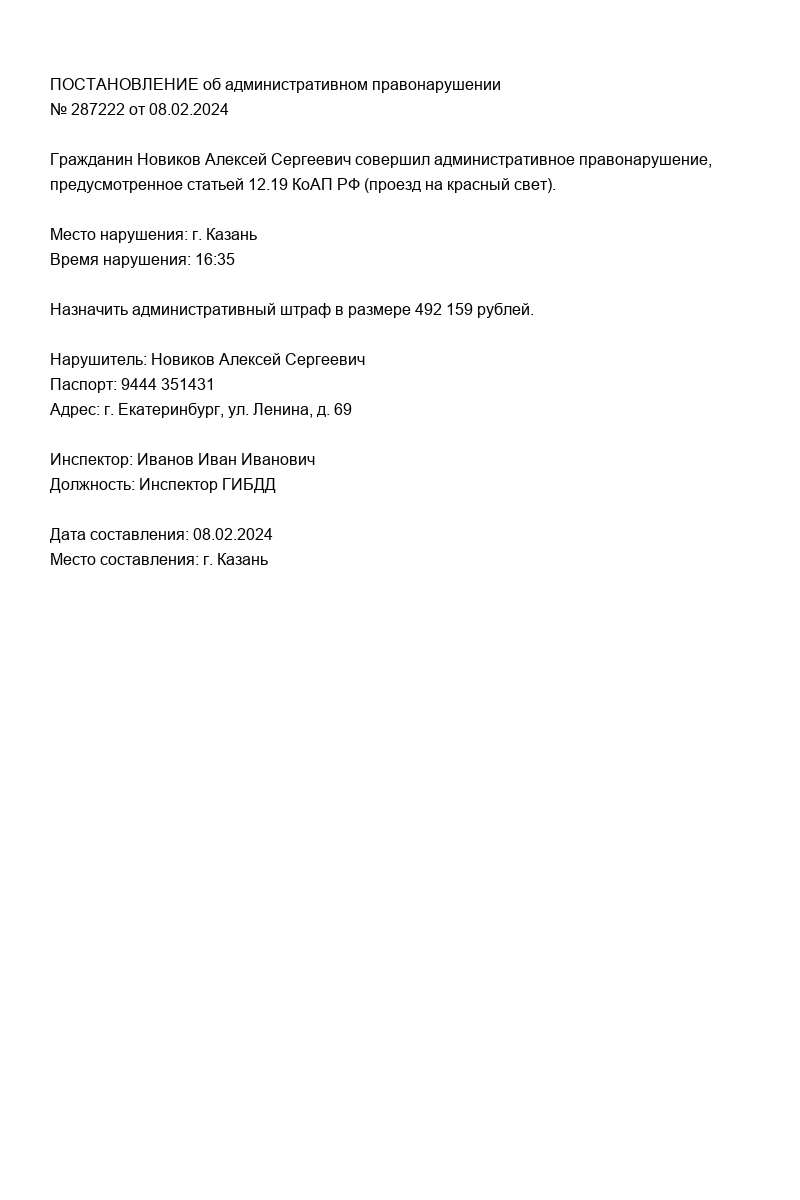 ПОСТАНОВЛЕНИЕ об административном правонарушении
№ 287222 от 08.02.2024
Гражданин Новиков Алексей Сергеевич совершил административное правонарушение,
предусмотренное статьей 12.19 КоАП РФ (проезд на красный свет).
Место нарушения: г. Казань
Время нарушения: 16:35
Назначить административный штраф в размере 492 159 рублей.
Нарушитель: Новиков Алексей Сергеевич
Паспорт: 9444 351431
Адрес: г. Екатеринбург, ул. Ленина, д. 69
Инспектор: Иванов Иван Иванович
Должность: Инспектор ГИБДД
Дата составления: 08.02.2024
Место составления: г. Казань